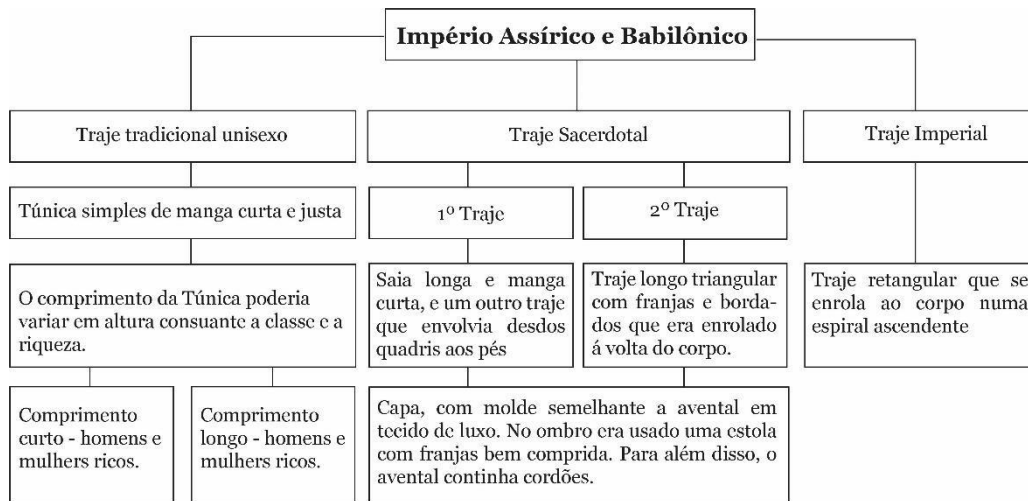 Império Assírico e Babilônico
Traje tradicional unisexo
Traje Sacerdotal
Traje Imperial
Túnica simples de manga curta e justa
1º Traje
2º Traje
O comprimento da Túnica poderia
variar em altura consuante a classe e a
riqueza.
Saia longa e manga
curta, e um outro traje
que envolvia desdos
quadris aos pés
Traje longo triangular
com franjas e borda-
dos que era enrolado
á volta do corpo.
Traje retangular que se
enrola ao corpo numa
espiral ascendente
Comprimento
curto - homens e
mulhers ricos.
Comprimento
longo - homens e
mulhers ricos.
Capa, com molde semelhante a avental em
tecido de luxo. No ombro era usado uma estola
com franjas bem comprida. Para além disso, o
avental continha cordões.